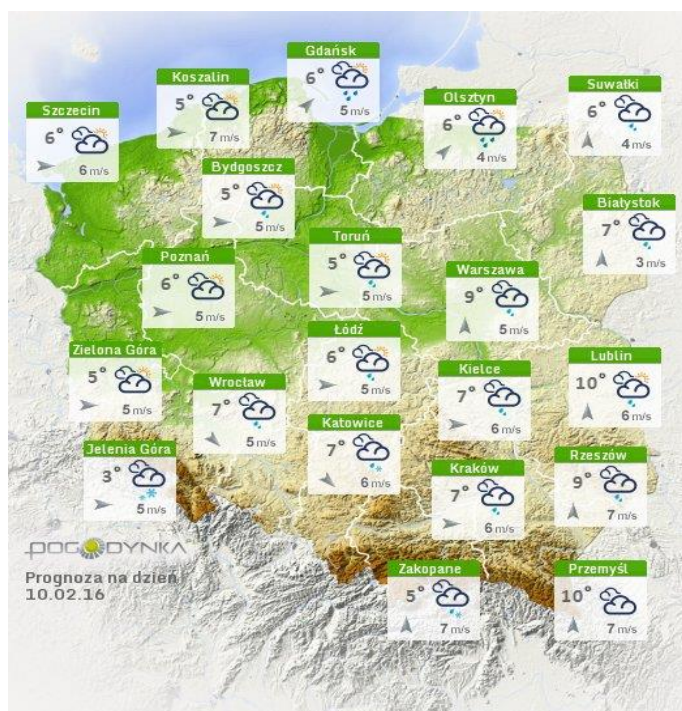 Gdańsk
6°
5 m/s
Koszalin
5°
7 m/s
Suwałki
6°
4 m/s
Olsztyn
6°
4 m/s
Szczecin
6°
6 m/s
Bydgoszcz
5°
5 m/s
Białystok
7°
3 m/s
Toruń
5°
5 m/s
Poznań
6°
5 m/s
Warszawa
9°
5 m/s
Łódź
6°
5 m/s
Zielona Góra
5°
5 m/s
Lublin
10°
6 m/s
Kielce
7°
6 m/s
Wrocław
7°
5 m/s
Katowice
7°
6 m/s
Jelenia Góra
3°
5 m/s
Rzeszów
9°
7 m/s
Kraków
7°
6 m/s
POGODYNKA
Prognoza na dzień
10.02.16
Zakopane
5°
7 m/s
Przemyśl
10°
7 m/s